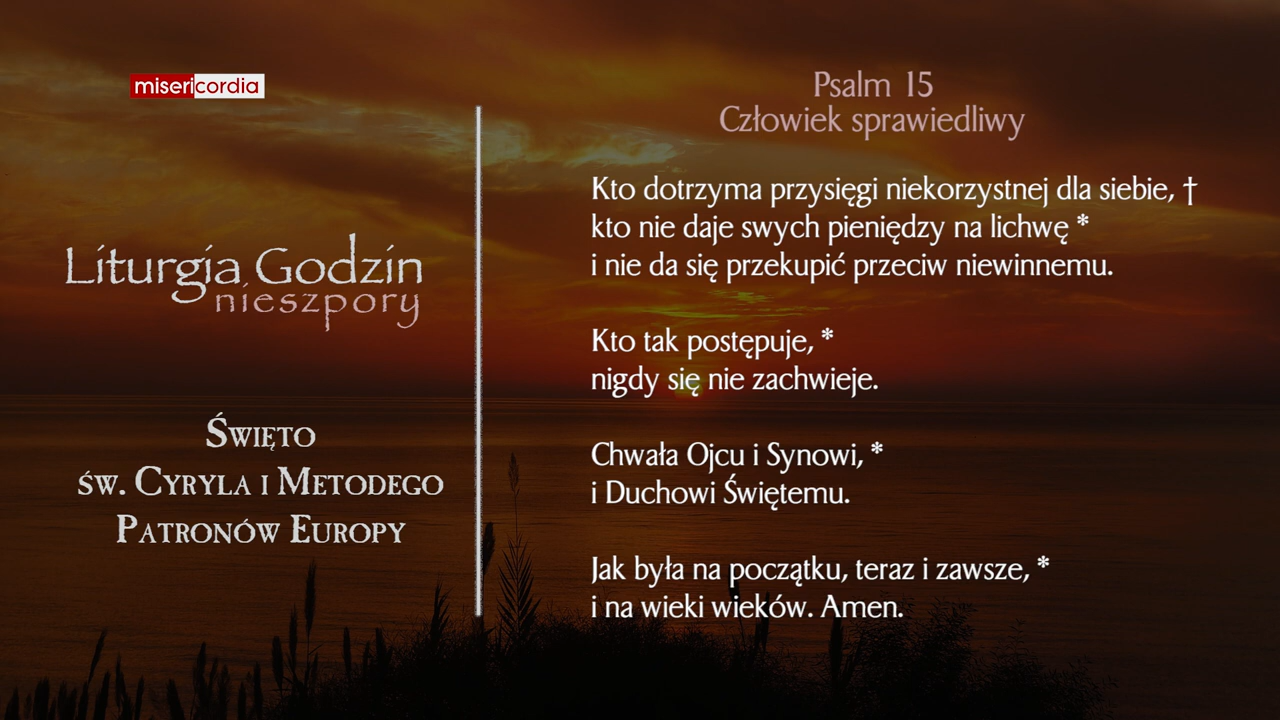 misericordia
Liturgia Godzin
nieszpory
Święto
św. Cyryla i Metodego
Patronów Europy
Psalm 15
Człowiek sprawiedliwy
Kto dotrzyma przysięgi niekorzystnej dla siebie, †
kto nie daje swych pieniędzy na lichwę *
i nie da się przekupić przeciw niewinnemu.
Kto tak postępuje, *
nigdy się nie zachwieje.
Chwała Ojcu i Synowi, *
i Duchowi Świętemu.
Jak była na początku, teraz i zawsze, *
i na wieki wieków. Amen.